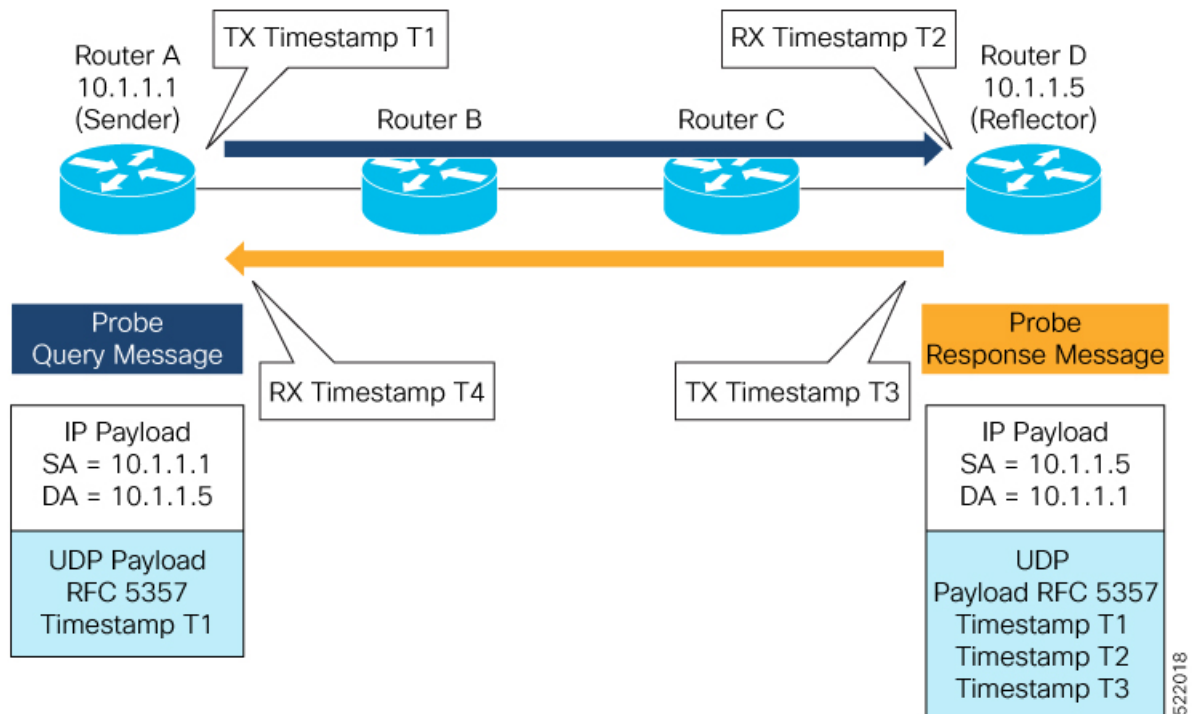 TX Timestamp T1
RX Timestamp T2
Router A
10.1.1.1
(Sender)
Router B
Router C
Router D
10.1.1.5
(Reflector)
Probe
Query Message
RX Timestamp T4
TX Timestamp T3
Probe
Response Message
IP Payload
SA = 10.1.1.1
DA = 10.1.1.5
UDP Payload
RFC 5357
Timestamp T1
IP Payload
SA = 10.1.1.5
DA = 10.1.1.1
UDP
Payload RFC 5357
Timestamp T1
Timestamp T2
Timestamp T3
522018